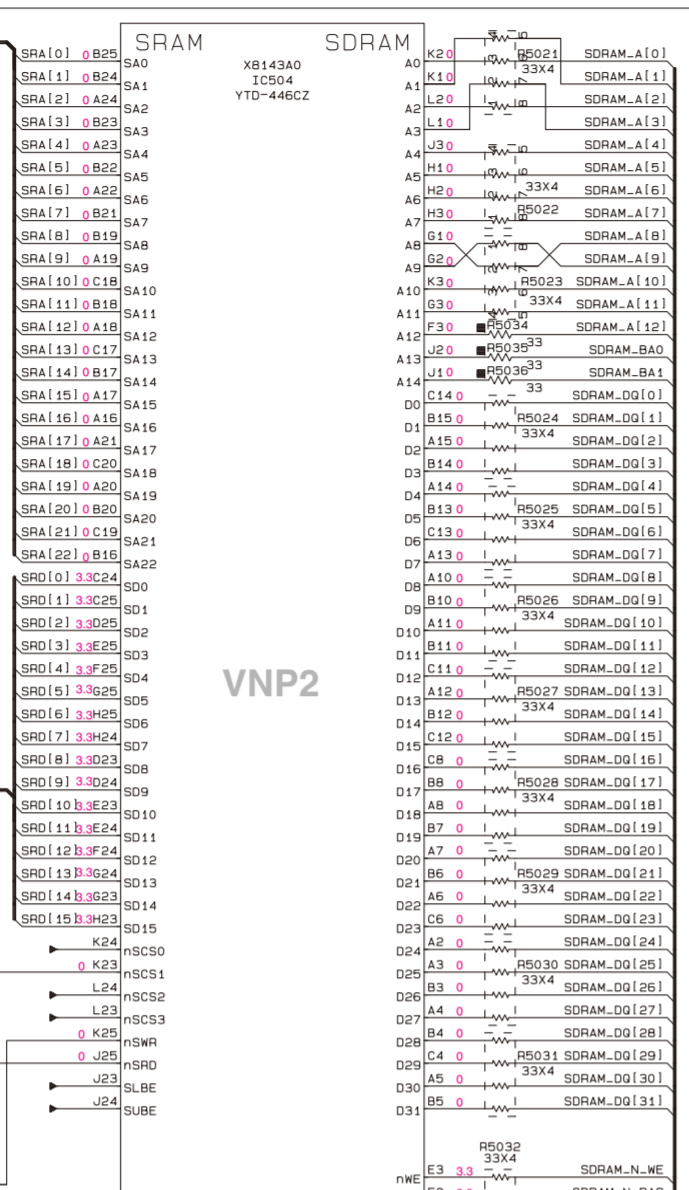 SRAM SDRAM
X8143A0
IC504
YTD-446CZ
VNP2
SRA[0] 0 B25 SA0
SRA[1] 0 B24 SA1
SRA[2] 0 A24 SA2
SRA[3] 0 B23 SA3
SRA[4] 0 A23 SA4
SRA[5] 0 B22 SA5
SRA[6] 0 A22 SA6
SRA[7] 0 B21 SA7
SRA[8] 0 B19 SA8
SRA[9] 0 A19 SA9
SRA[10] 0 C18 SA10
SRA[11] 0 B18 SA11
SRA[12] 0 A18 SA12
SRA[13] 0 C17 SA13
SRA[14] 0 B17 SA14
SRA[15] 0 A17 SA15
SRA[16] 0 A16 SA16
SRA[17] 0 A21 SA17
SRA[18] 0 C20 SA18
SRA[19] 0 A20 SA19
SRA[20] 0 B20 SA20
SRA[21] 0 C19 SA21
SRA[22] 0 B16 SA22
SRD[0] 3.3 C24 SD0
SRD[1] 3.3 C25 SD1
SRD[2] 3.3 D25 SD2
SRD[3] 3.3 E25 SD3
SRD[4] 3.3 F25 SD4
SRD[5] 3.3 G25 SD5
SRD[6] 3.3 H25 SD6
SRD[7] 3.3 H24 SD7
SRD[8] 3.3 D23 SD8
SRD[9] 3.3 D24 SD9
SRD[10] 3.3 E23 SD10
SRD[11] 3.3 E24 SD11
SRD[12] 3.3 F24 SD12
SRD[13] 3.3 G24 SD13
SRD[14] 3.3 G23 SD14
SRD[15] 3.3 H23 SD15
K24 nSCS0
0 K23 nSCS1
L24 nSCS2
L23 nSCS3
0 K25 nSWR
0 J25 nSRD
J23 SLBE
J24 SUBE
A0 K2 0 4 5 R5021 SDRAM_A[0]
A1 K1 0 3 6 33X4 SDRAM_A[1]
A2 L2 0 2 7 SDRAM_A[2]
A3 L1 0 1 8 SDRAM_A[3]
A4 J3 0 4 5 SDRAM_A[4]
A5 H1 0 3 6 SDRAM_A[5]
A6 H2 0 2 7 33X4 SDRAM_A[6]
A7 H3 0 1 8 R5022 SDRAM_A[7]
A8 G1 0 1 8 SDRAM_A[8]
A9 G2 0 2 7 SDRAM_A[9]
A10 K3 0 3 6 R5023 SDRAM_A[10]
A11 G3 0 4 5 33X4 SDRAM_A[11]
A12 F3 0 R5034 33 SDRAM_A[12]
A13 J2 0 R5035 33 SDRAM_BA0
A14 J1 0 R5036 33 SDRAM_BA1
D0 C14 0 SDRAM_DQ[0]
D1 B15 0 R5024 SDRAM_DQ[1]
D2 A15 0 33X4 SDRAM_DQ[2]
D3 B14 0 SDRAM_DQ[3]
D4 A14 0 SDRAM_DQ[4]
D5 B13 0 R5025 SDRAM_DQ[5]
D6 C13 0 33X4 SDRAM_DQ[6]
D7 A13 0 SDRAM_DQ[7]
D8 A10 0 SDRAM_DQ[8]
D9 B10 0 R5026 SDRAM_DQ[9]
D10 A11 0 33X4 SDRAM_DQ[10]
D11 B11 0 SDRAM_DQ[11]
D12 C11 0 SDRAM_DQ[12]
D13 A12 0 R5027 SDRAM_DQ[13]
D14 B12 0 33X4 SDRAM_DQ[14]
D15 C12 0 SDRAM_DQ[15]
D16 C8 0 SDRAM_DQ[16]
D17 B8 0 R5028 SDRAM_DQ[17]
D18 A8 0 33X4 SDRAM_DQ[18]
D19 B7 0 SDRAM_DQ[19]
D20 A7 0 SDRAM_DQ[20]
D21 B6 0 R5029 SDRAM_DQ[21]
D22 A6 0 33X4 SDRAM_DQ[22]
D23 C6 0 SDRAM_DQ[23]
D24 A2 0 SDRAM_DQ[24]
D25 A3 0 R5030 SDRAM_DQ[25]
D26 B3 0 33X4 SDRAM_DQ[26]
D27 A4 0 SDRAM_DQ[27]
D28 B4 0 SDRAM_DQ[28]
D29 C4 0 R5031 SDRAM_DQ[29]
D30 A5 0 33X4 SDRAM_DQ[30]
D31 B5 0 SDRAM_DQ[31]
R5032
33X4
nWE E3 3.3 SDRAM_N_WE